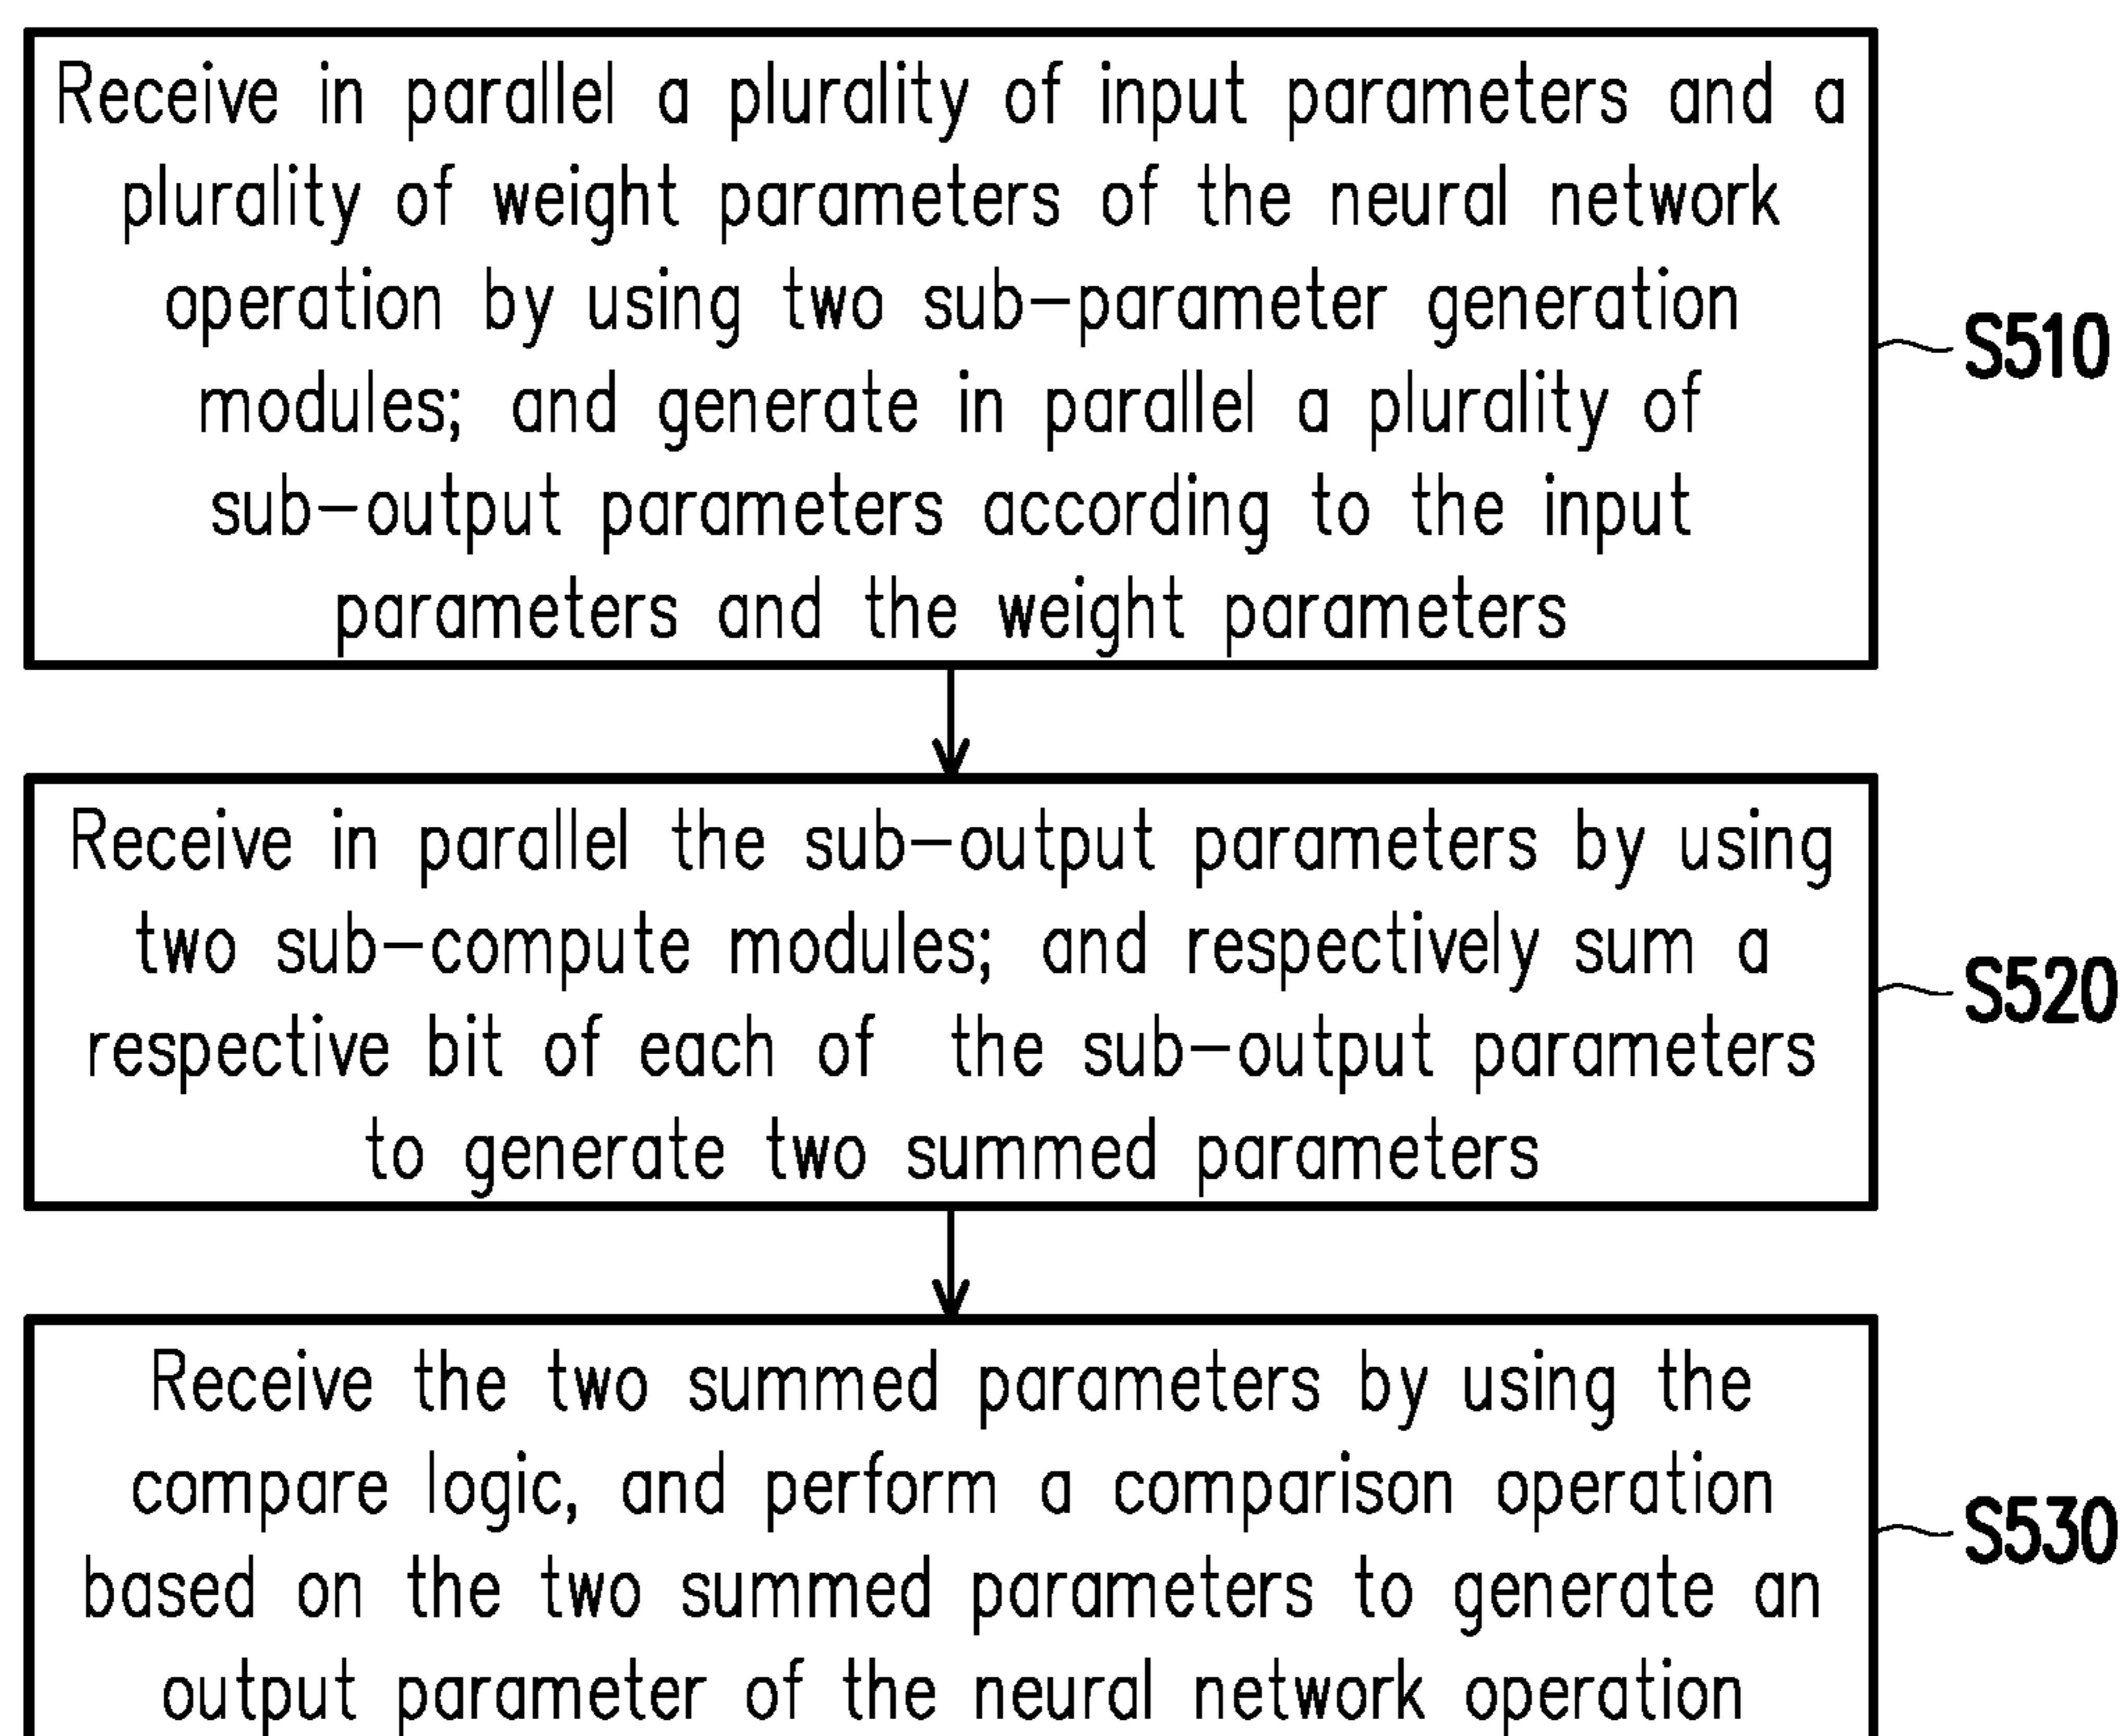 Receive in parallel a plurality of input parameters and a
plurality of weight parameters of the neural network
operation by using two sub-parameter generation
modules; and generate in parallel a plurality of
sub-output parameters according to the input
parameters and the weight parameters
S510
Receive in parallel the sub-output parameters by using
two sub-compute modules; and respectively sum a
respective bit of each of the sub-output parameters
to generate two summed parameters
S520
Receive the two summed parameters by using the
compare logic, and perform a comparison operation
based on the two summed parameters to generate an
output parameter of the neural network operation
S530